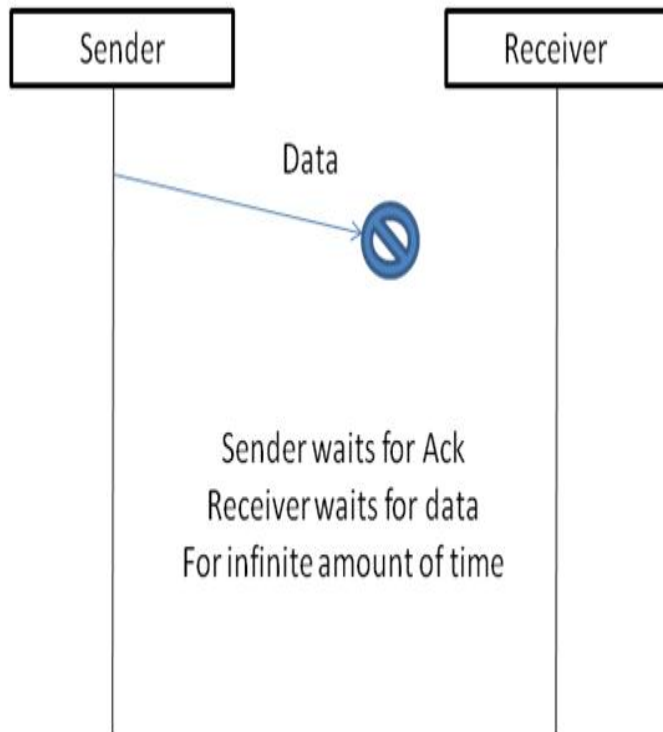 Sender
Receiver
Data
Sender waits for Ack
Receiver waits for data
For infinite amount of time